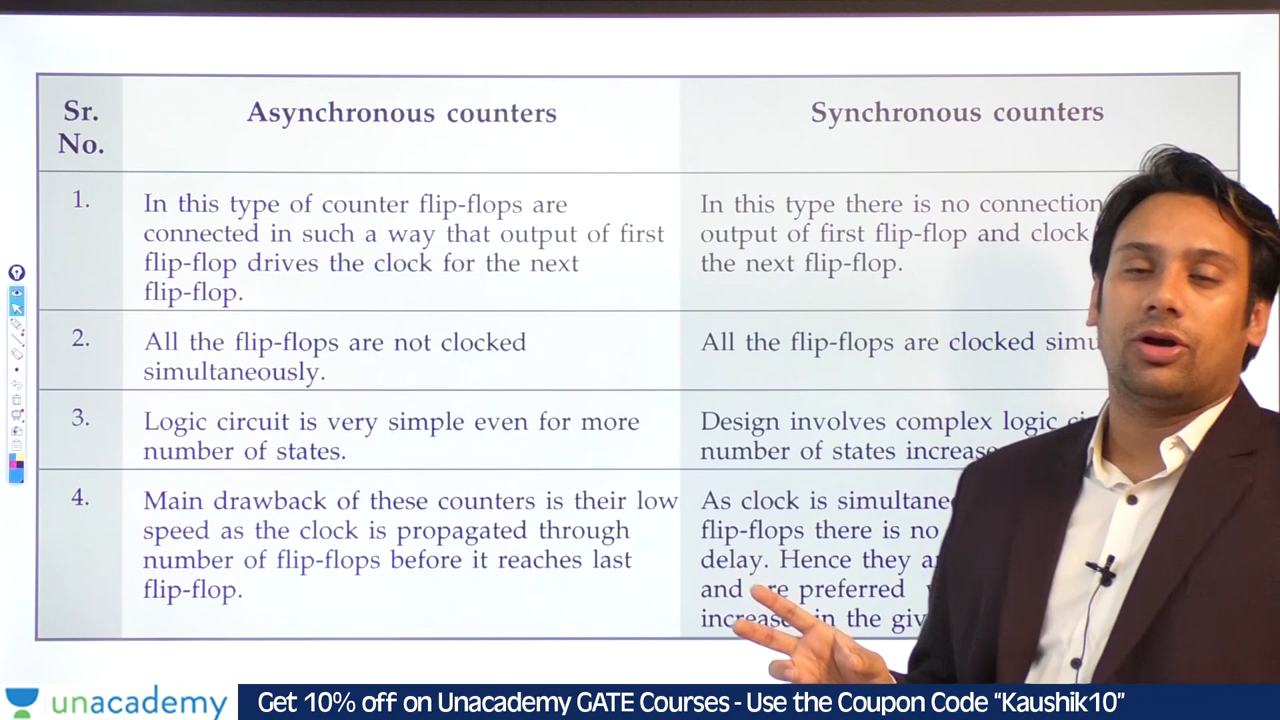 Sr.
No.
Asynchronous counters
Synchronous counters
1.
In this type of counter flip-flops are
connected in such a way that output of first
flip-flop drives the clock for the next
flip-flop.
In this type there is no connection
output of first flip-flop and clock
the next flip-flop.
2.
All the flip-flops are not clocked
simultaneously.
All the flip-flops are clocked simu
3.
Logic circuit is very simple even for more
number of states.
Design involves complex logic
number of states increase
4.
Main drawback of these counters is their low
speed as the clock is propagated through
number of flip-flops before it reaches last
flip-flop.
As clock is simultane
flip-flops there is no
delay. Hence they
and are preferred
increases in the giv
unacademy
Get 10% off on Unacademy GATE Courses - Use the Coupon Code "Kaushik10"